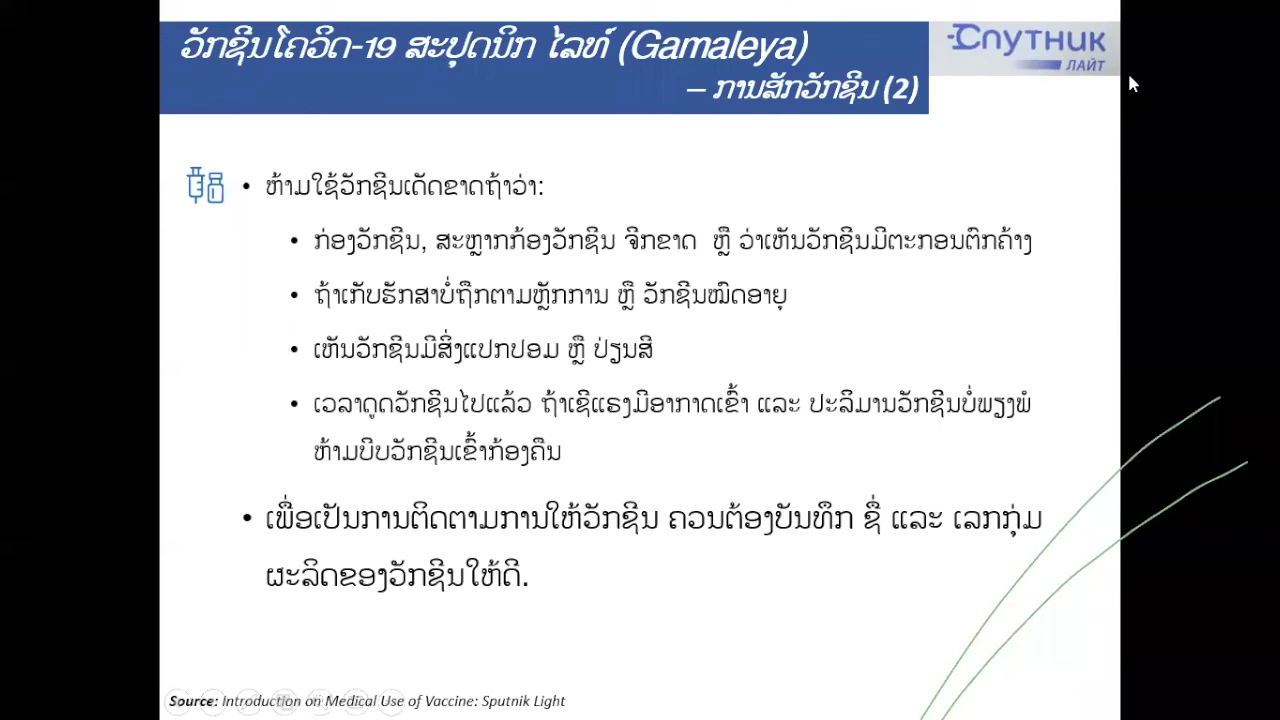 ວັກຊີນໂຄວິດ-19 ສະປຸດນິກ ໄລທ໌ (Gamaleya)
– ການສັກວັກຊີນ (2)
Спутник
ЛАЙТ
• ຫ້າມໃຊ້ວັກຊີນເດັດຂາດຖ້າວ່າ:
• ກ່ອງວັກຊີນ, ສະຫຼາກກ້ອງວັກຊີນ ຈີກຂາດ ຫຼື ວ່າເຫັນວັກຊີນມີຕະກອນຕົກຄ້າງ
• ຖ້າເກັບຮັກສາບໍ່ຖືກຕາມຫຼັກການ ຫຼື ວັກຊີນໝົດອາຍຸ
• ເຫັນວັກຊີນມີສິ່ງແປກປອມ ຫຼື ປ່ຽນສີ
• ເວລາດູດວັກຊີນໄປແລ້ວ ຖ້າເຊີແຮງມີອາກາດເຂົ້າ ແລະ ປະລິມານວັກຊີນບໍ່ພຽງພໍ
ຫ້າມບີບວັກຊີນເຂົ້າກ້ອງຄືນ
• ເພື່ອເປັນການຕິດຕາມການໃຫ້ວັກຊີນ ຄວນຕ້ອງບັນທຶກ ຊື່ ແລະ ເລກກຸ່ມ
ຜະລິດຂອງວັກຊີນໃຫ້ດີ.
Source: Introduction on Medical Use of Vaccine: Sputnik Light